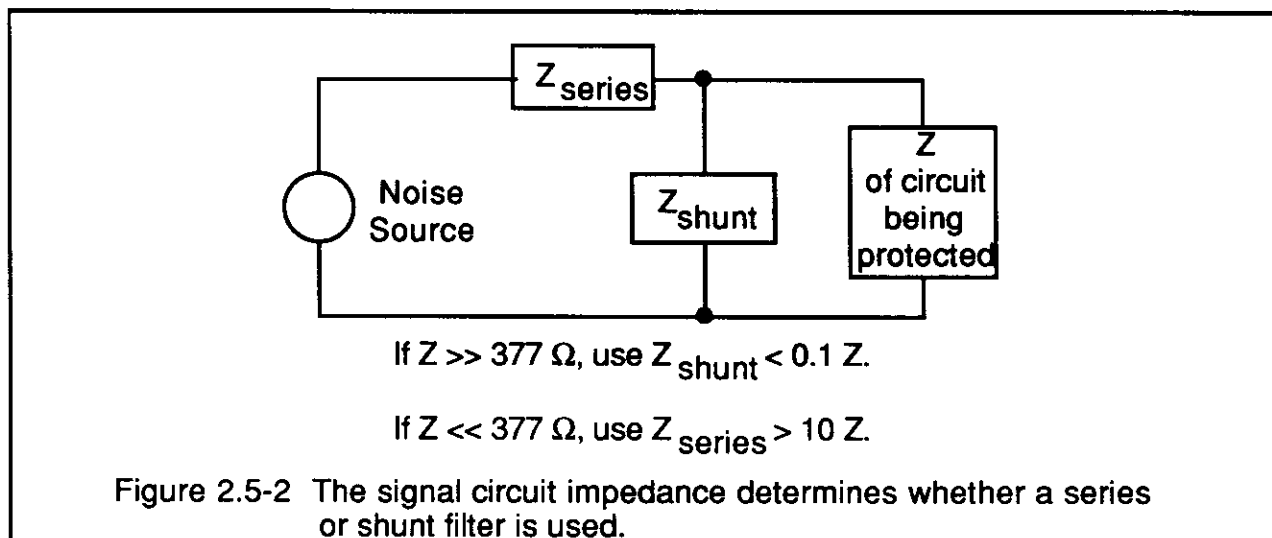 Z series
Noise
Source
Z shunt
Z
of circuit
being
protected
If Z >> 377 Ω, use Z shunt < 0.1 Z.
If Z << 377 Ω, use Z series > 10 Z.
Figure 2.5-2 The signal circuit impedance determines whether a series
or shunt filter is used.